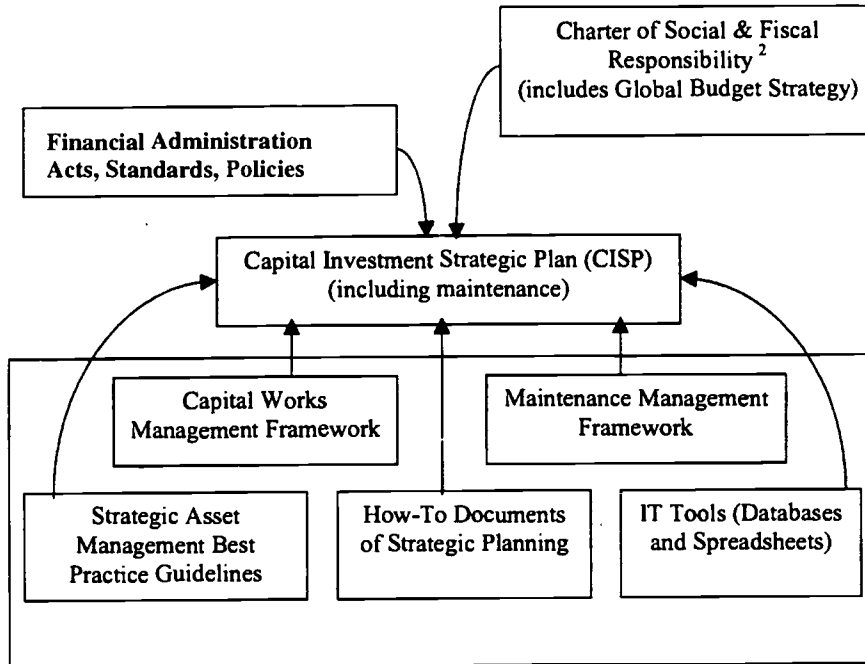 Charter of Social & Fiscal
Responsibility 2
(includes Global Budget Strategy)
Financial Administration
Acts, Standards, Policies
Capital Investment Strategic Plan (CISP)
(including maintenance)
Capital Works
Management Framework
Maintenance Management
Framework
Strategic Asset
Management Best
Practice Guidelines
How-To Documents
of Strategic Planning
IT Tools (Databases
and Spreadsheets)